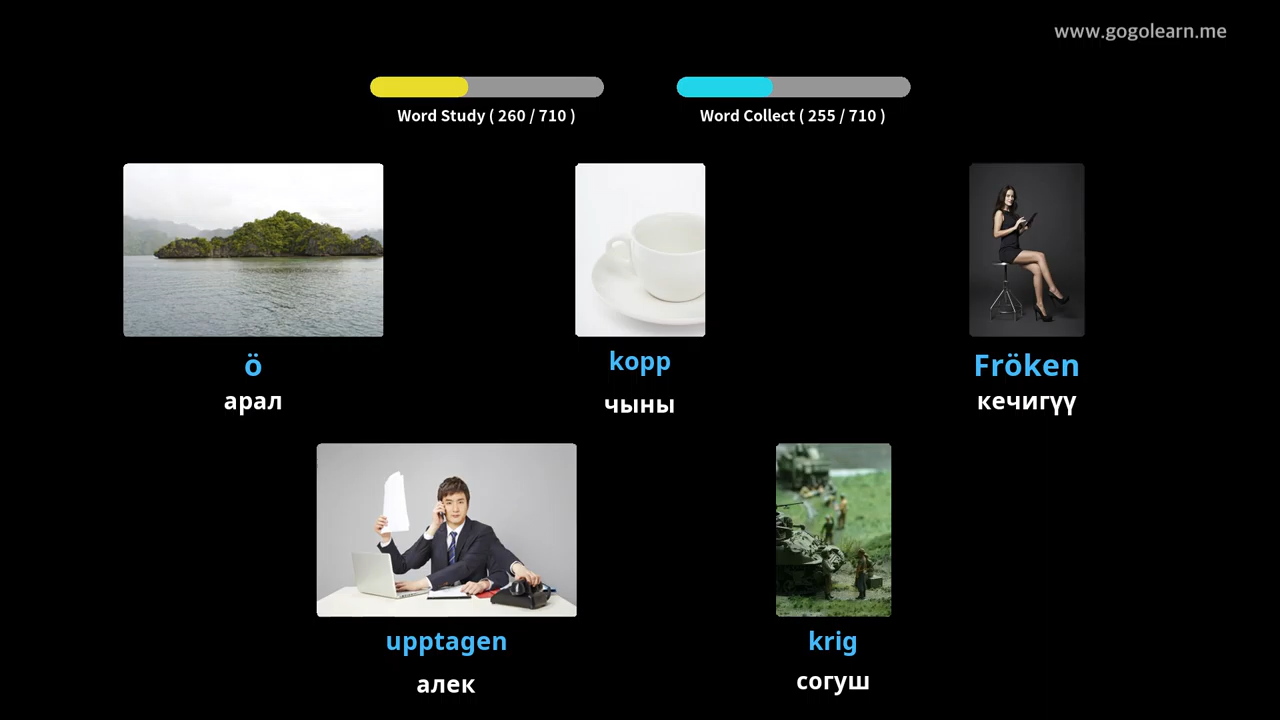 www.gogolearn.me
Word Study ( 260 / 710 )
Word Collect ( 255 / 710 )
ö
арал
kopp
чыны
Fröken
кечигүү
upptagen
алек
krig
согуш